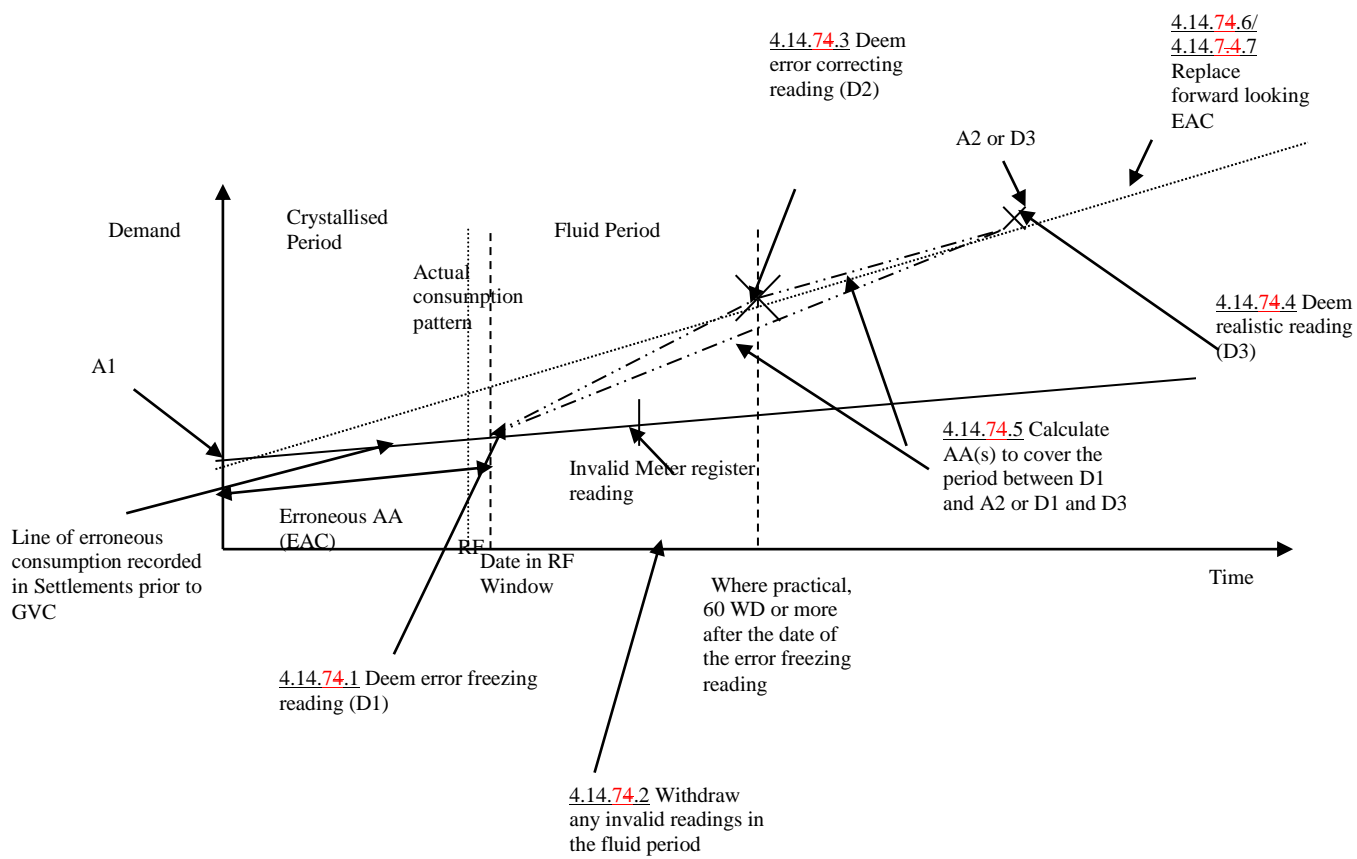 4.14.74.6/
4.14.7.4.7
Replace
forward looking
EAC
4.14.74.3 Deem
error correcting
reading (D2)
A2 or D3
Demand
Crystallised
Period
Fluid Period
Actual
consumption
pattern
4.14.74.4 Deem
realistic reading
(D3)
A1
4.14.74.5 Calculate
AA(s) to cover the
period between D1
and A2 or D1 and D3
Invalid Meter register
reading
Erroneous AA
(EAC)
Line of erroneous
consumption recorded
in Settlements prior to
GVC
RF
Date in RF
Window
Time
Where practical,
60 WD or more
after the date of
the error freezing
reading
4.14.74.1 Deem error freezing
reading (D1)
4.14.74.2 Withdraw
any invalid readings in
the fluid period